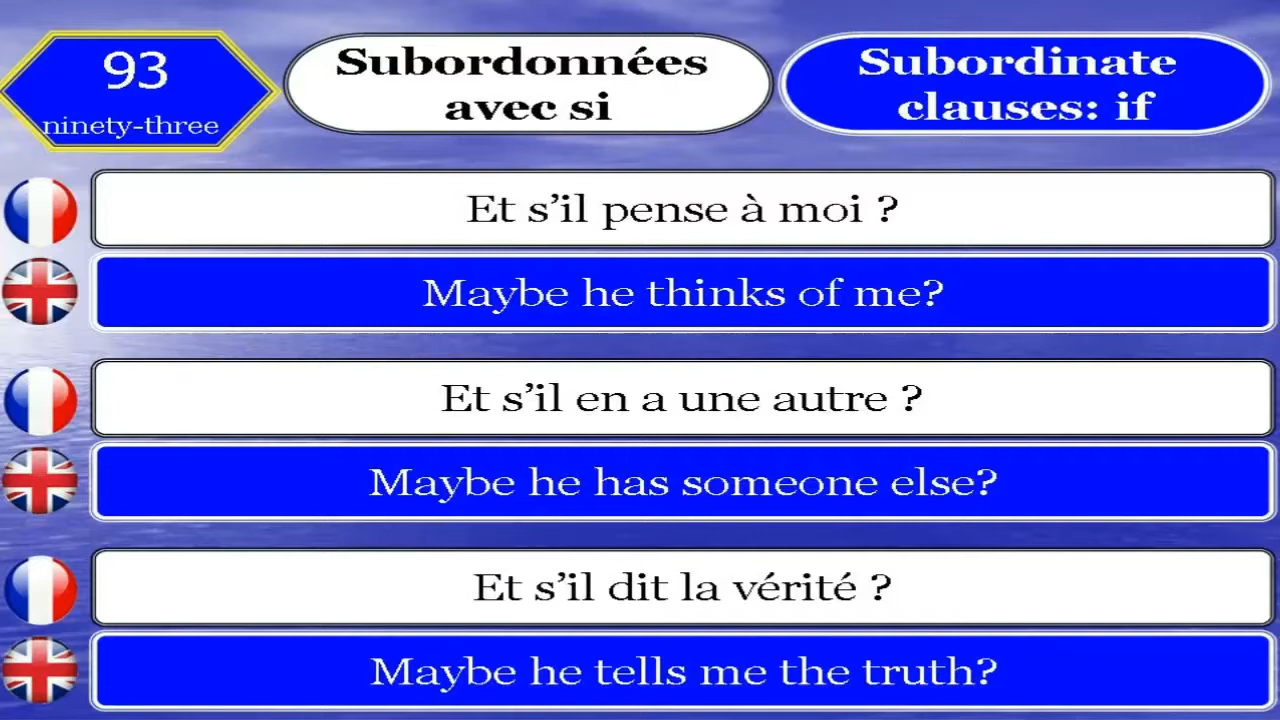 93
ninety-three
Subordonnées
avec si
Subordinate
clauses: if
Et s’il pense à moi ?
Maybe he thinks of me?
Et s’il en a une autre ?
Maybe he has someone else?
Et s’il dit la vérité ?
Maybe he tells me the truth?